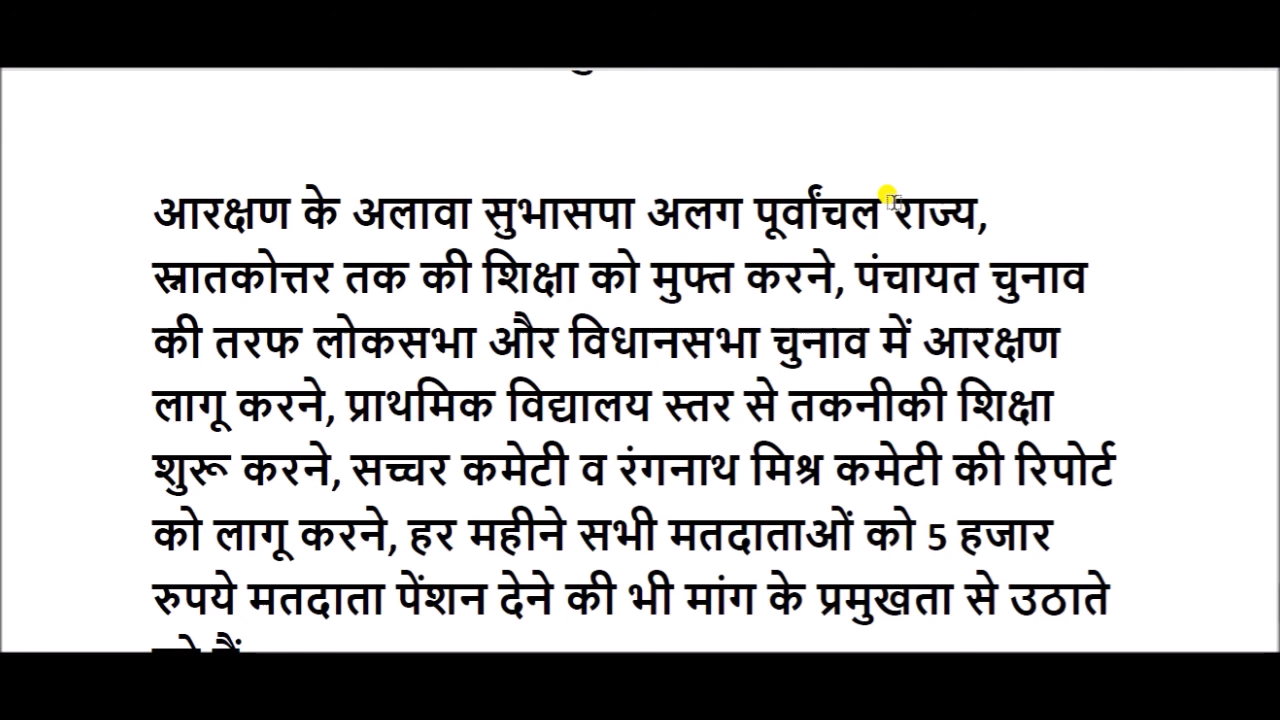 आरक्षण के अलावा सुभासपा अलग पूर्वांचल राज्य,
स्नातकोत्तर तक की शिक्षा को मुफ्त करने, पंचायत चुनाव
की तरफ लोकसभा और विधानसभा चुनाव में आरक्षण
लागू करने, प्राथमिक विद्यालय स्तर से तकनीकी शिक्षा
शुरू करने, सच्चर कमेटी व रंगनाथ मिश्र कमेटी की रिपोर्ट
को लागू करने, हर महीने सभी मतदाताओं को 5 हजार
रुपये मतदाता पेंशन देने की भी मांग के प्रमुखता से उठाते